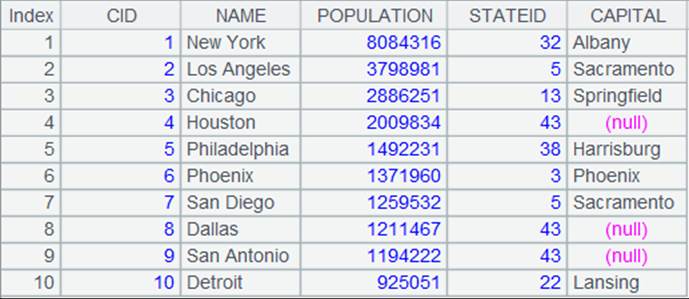 Index CID NAME POPULATION STATEID CAPITAL
1 1 New York 8084316 32 Albany
2 2 Los Angeles 3798981 5 Sacramento
3 3 Chicago 2886251 13 Springfield
4 4 Houston 2009834 43 (null)
5 5 Philadelphia 1492231 38 Harrisburg
6 6 Phoenix 1371960 3 Phoenix
7 7 San Diego 1259532 5 Sacramento
8 8 Dallas 1211467 43 (null)
9 9 San Antonio 1194222 43 (null)
10 10 Detroit 925051 22 Lansing